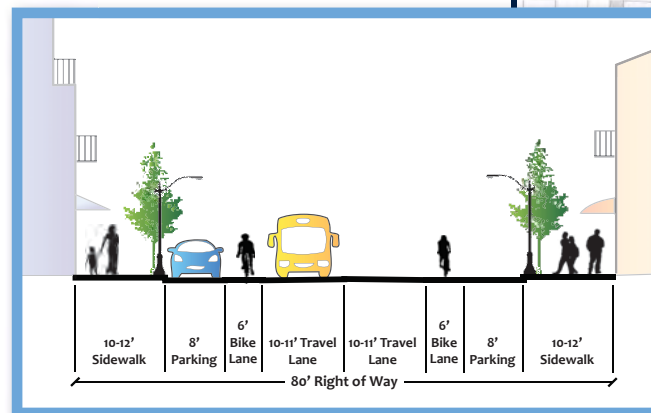 10-12' Sidewalk
8' Parking
6' Bike Lane
10-11' Travel Lane
10-11' Travel Lane
6' Bike Lane
8' Parking
10-12' Sidewalk
80' Right of Way